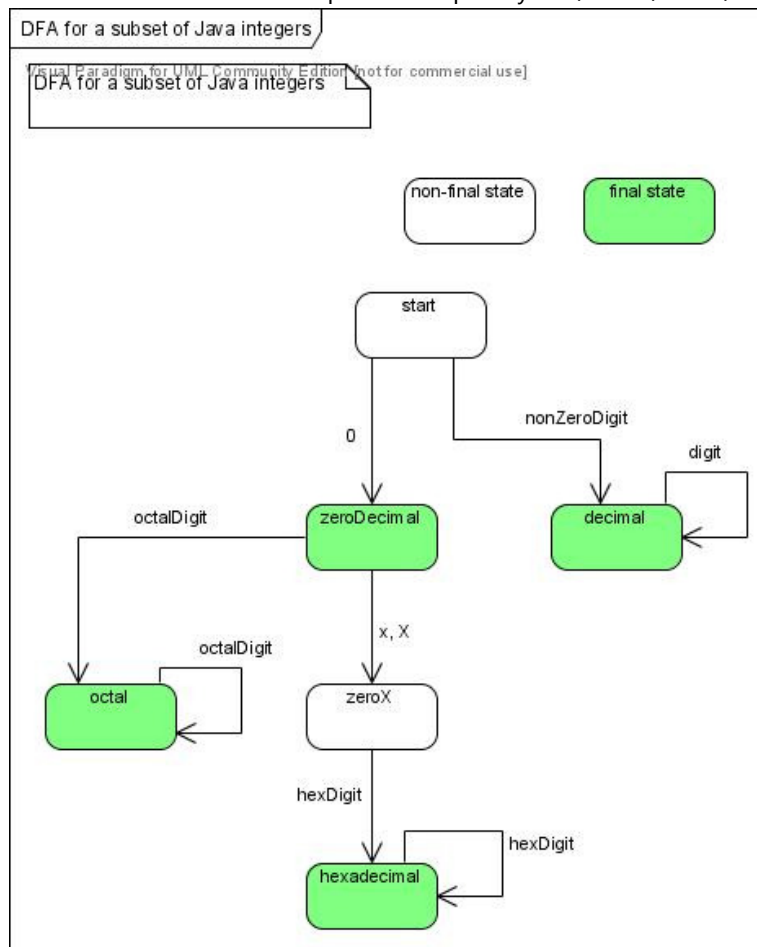 DFA for a subset of Java integers
Visual Paradigm for UML Community Edition [not for commercial use]
DFA for a subset of Java integers
non-final state
final state
start
0
nonZeroDigit
digit
octalDigit
zeroDecimal
decimal
x, X
octalDigit
octal
zeroX
hexDigit
hexDigit
hexadecimal